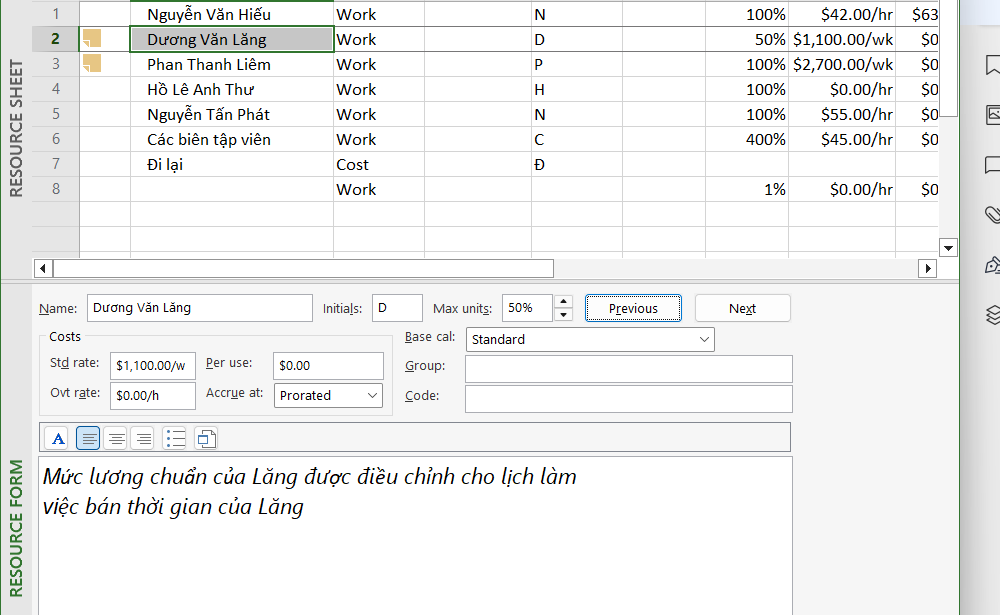 RESOURCE SHEET
1 Nguyễn Văn Hiếu Work N 100% $42.00/hr $63
2 Dương Văn Lăng Work D 50% $1,100.00/wk $0
3 Phan Thanh Liêm Work P 100% $2,700.00/wk $0
4 Hồ Lê Anh Thư Work H 100% $0.00/hr $0
5 Nguyễn Tấn Phát Work N 100% $55.00/hr $0
6 Các biên tập viên Work C 400% $45.00/hr $0
7 Đi lại Cost Đ
8 Work 1% $0.00/hr $0
RESOURCE FORM
Name: Dương Văn Lăng Initials: D Max units: 50% Previous Next
Costs Base cal: Standard
Std rate: $1,100.00/w Per use: $0.00 Group:
Ovt rate: $0.00/h Accrue at: Prorated Code:
A
Mức lương chuẩn của Lăng được điều chỉnh cho lịch làm
việc bán thời gian của Lăng